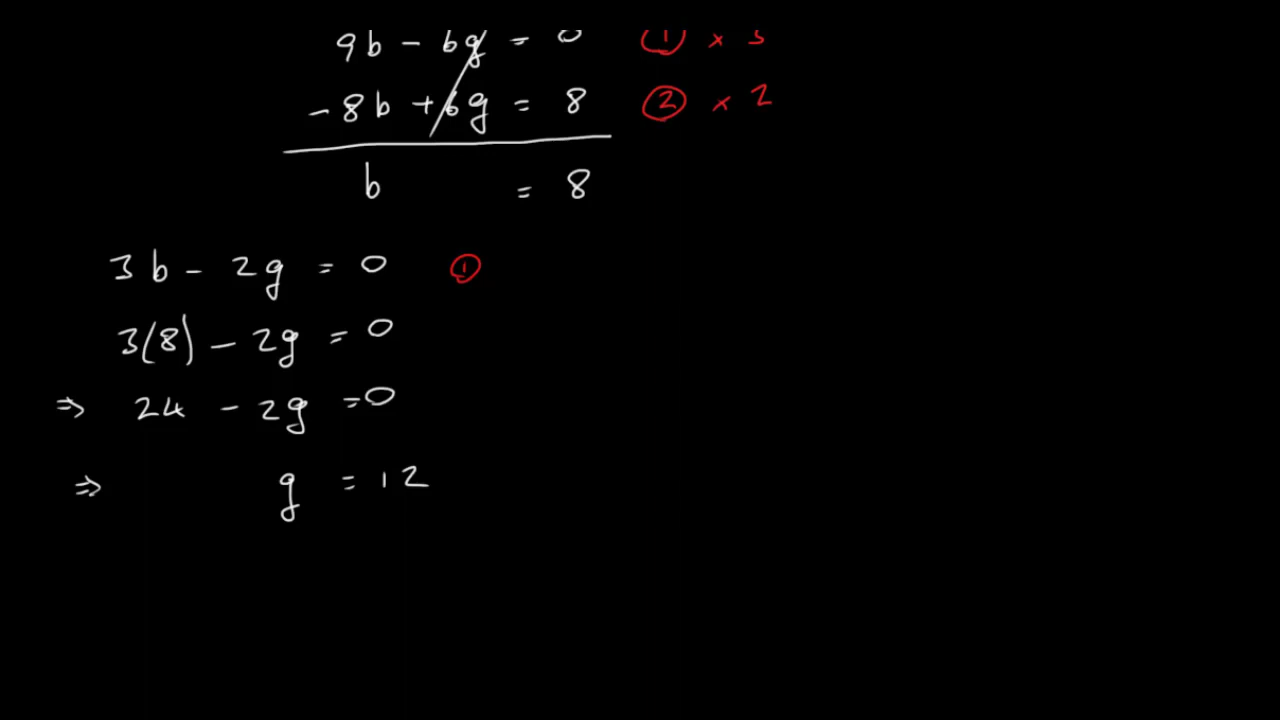 9b - 6g = 0 ① × 3
- 8b + 6g = 8 ② × 2
b = 8
3b - 2g = 0 ①
3(8) - 2g = 0
⇒ 24 - 2g = 0
⇒ g = 12